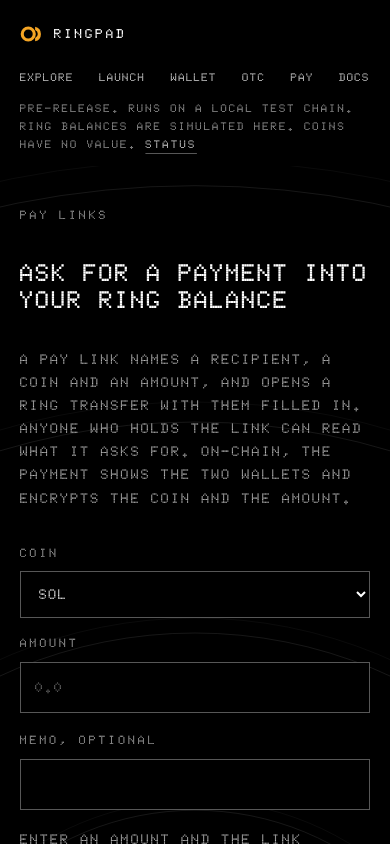 RINGPAD
EXPLORE LAUNCH WALLET OTC PAY DOCS
PRE-RELEASE. RUNS ON A LOCAL TEST CHAIN.
RING BALANCES ARE SIMULATED HERE. COINS
HAVE NO VALUE. STATUS
PAY LINKS
ASK FOR A PAYMENT INTO
YOUR RING BALANCE
A PAY LINK NAMES A RECIPIENT, A
COIN AND AN AMOUNT, AND OPENS A
RING TRANSFER WITH THEM FILLED IN.
ANYONE WHO HOLDS THE LINK CAN READ
WHAT IT ASKS FOR. ON-CHAIN, THE
PAYMENT SHOWS THE TWO WALLETS AND
ENCRYPTS THE COIN AND THE AMOUNT.
COIN
SOL
AMOUNT
0.0
MEMO, OPTIONAL
ENTER AN AMOUNT AND THE LINK